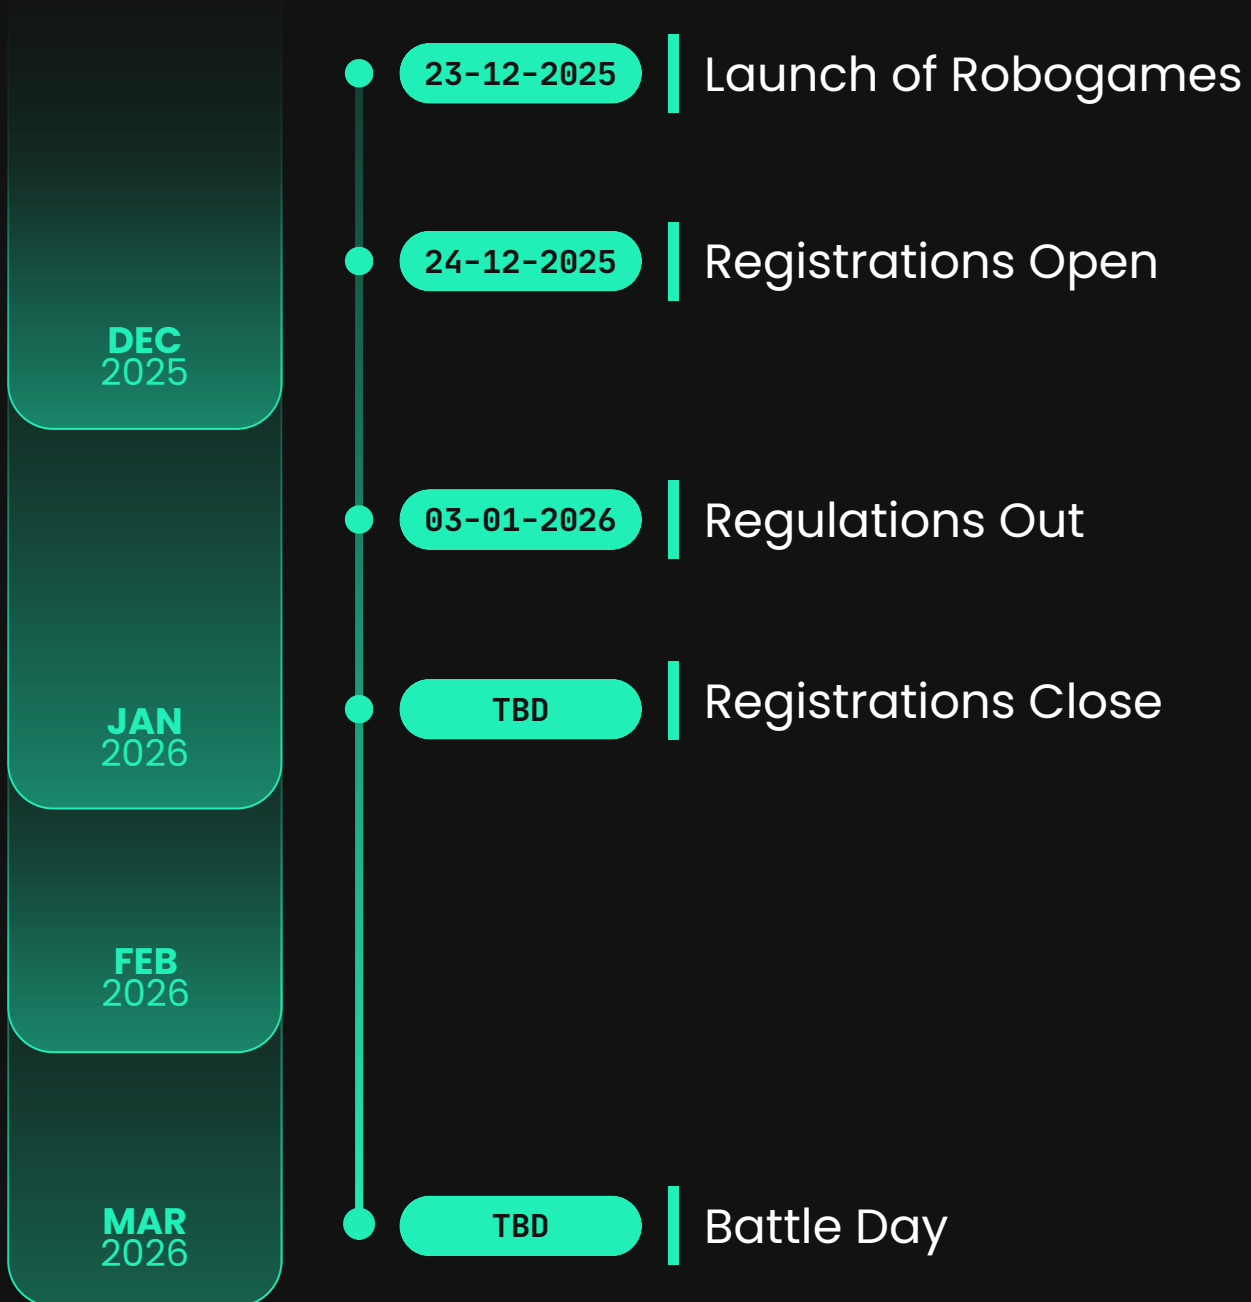 23-12-2025 Launch of Robogames
24-12-2025 Registrations Open
DEC
2025
03-01-2026 Regulations Out
TBD Registrations Close
JAN
2026
FEB
2026
MAR
2026
TBD Battle Day